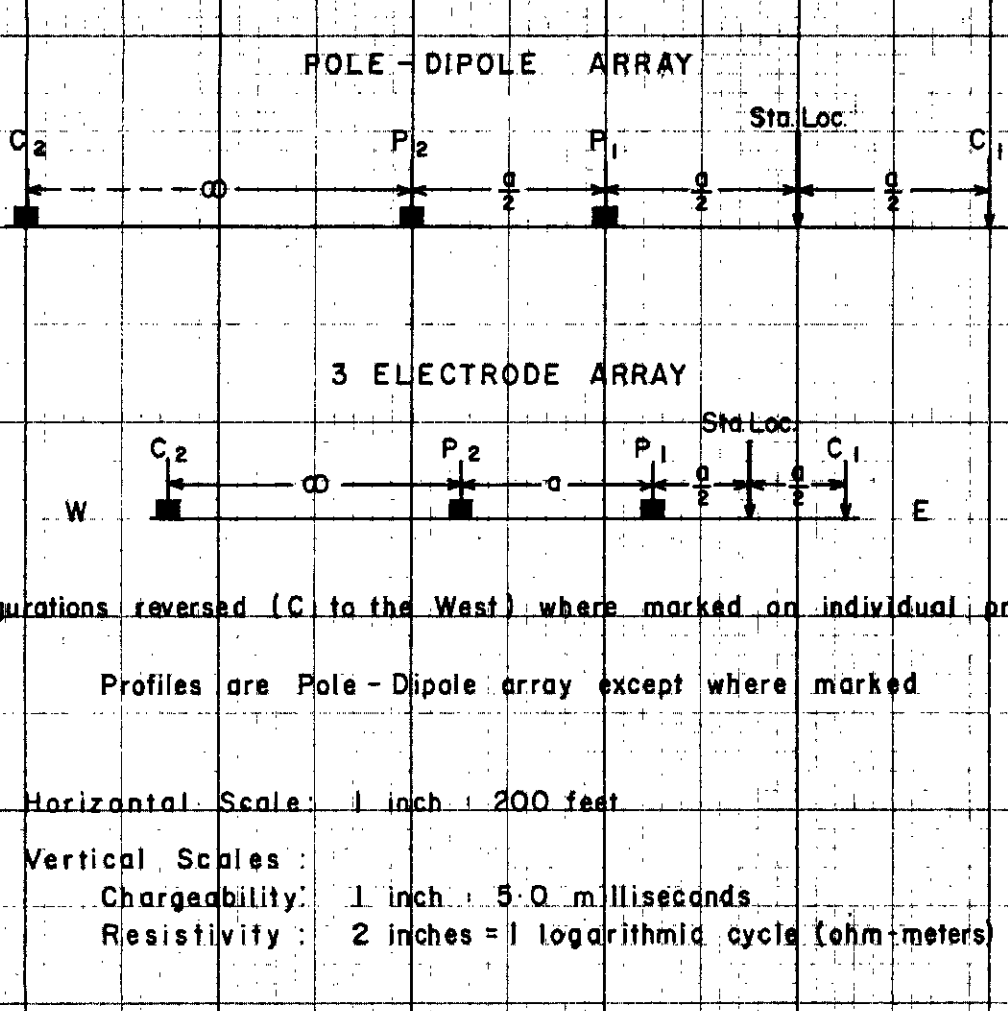 POLE-DIPOLE ARRAY
Sta. Loc.
C2 P2 P1 C1
∞ a/2 a/2 a/2
3 ELECTRODE ARRAY
Sta. Loc.
C2 P2 P1 C1
∞ a a/2 a/2
W E
reversed (C1 to the West) where marked on individual
Profiles are Pole-Dipole array except where marked
Horizontal Scale: 1 inch : 200 feet
Vertical Scales :
Chargeability: 1 inch : 5.0 milliseconds
Resistivity : 2 inches = 1 logarithmic cycle (ohm-meters)